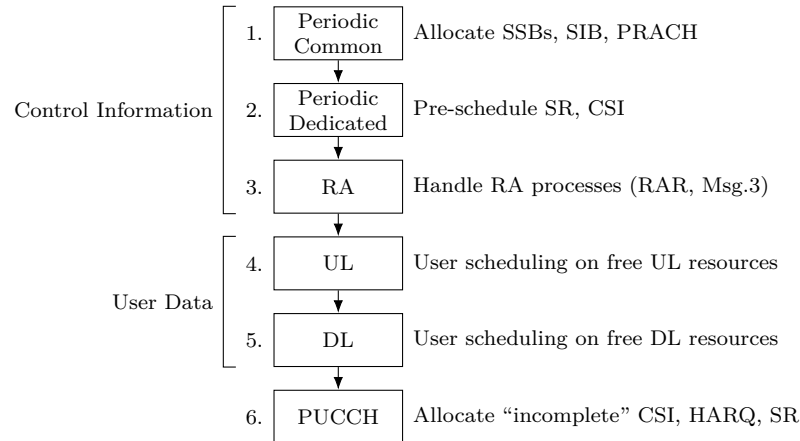 1. Periodic Common Allocate SSBs, SIB, PRACH
Control Information
2. Periodic Dedicated Pre-schedule SR, CSI
3. RA Handle RA processes (RAR, Msg.3)
4. UL User scheduling on free UL resources
User Data
5. DL User scheduling on free DL resources
6. PUCCH Allocate “incomplete” CSI, HARQ, SR